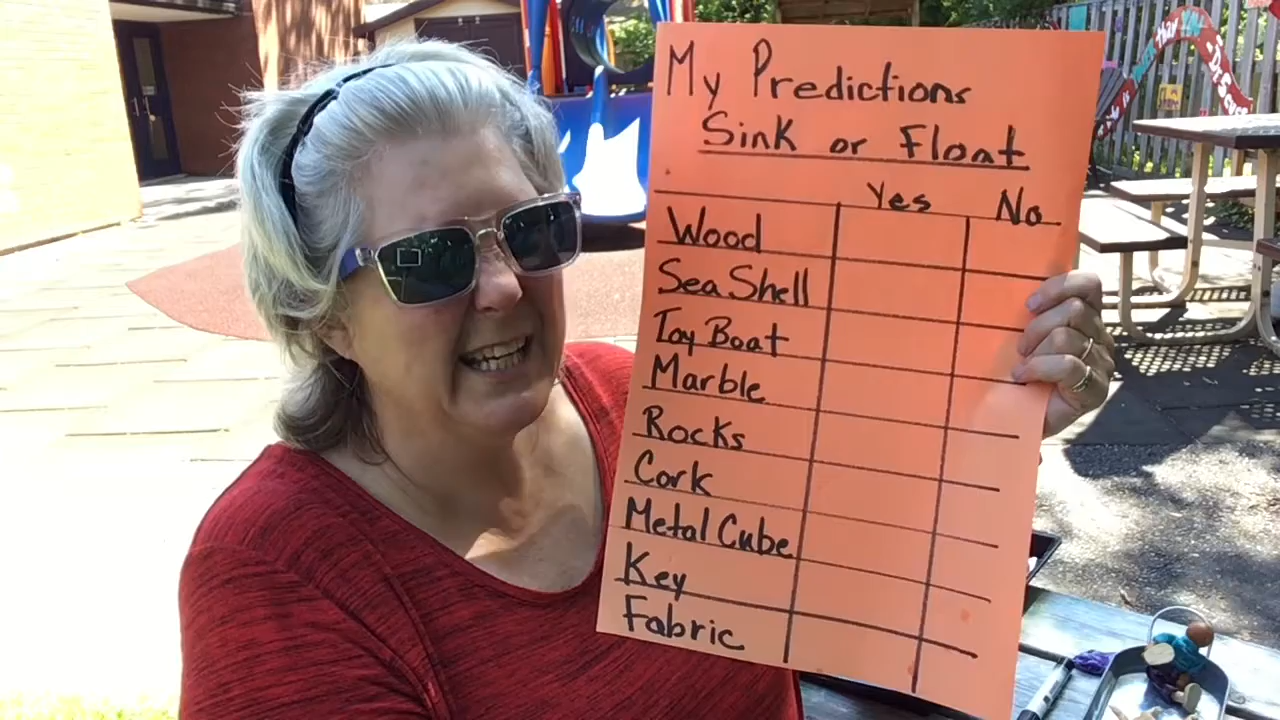 My Predictions
Sink or Float
Yes No
Wood
Sea Shell
Toy Boat
Marble
Rocks
Cork
Metal Cube
Key
Fabric